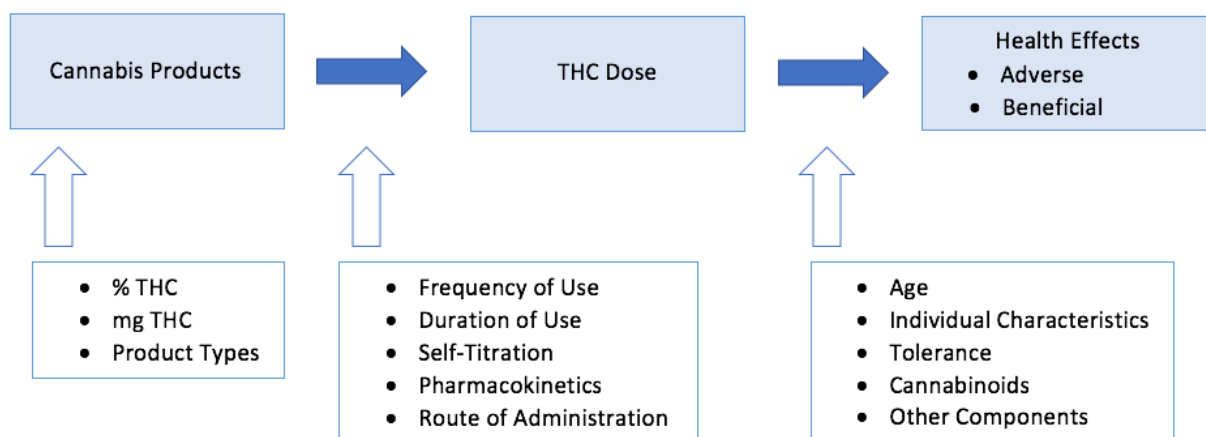 Cannabis Products
THC Dose
Health Effects
• Adverse
• Beneficial
• % THC
• mg THC
• Product Types
• Frequency of Use
• Duration of Use
• Self-Titration
• Pharmacokinetics
• Route of Administration
• Age
• Individual Characteristics
• Tolerance
• Cannabinoids
• Other Components